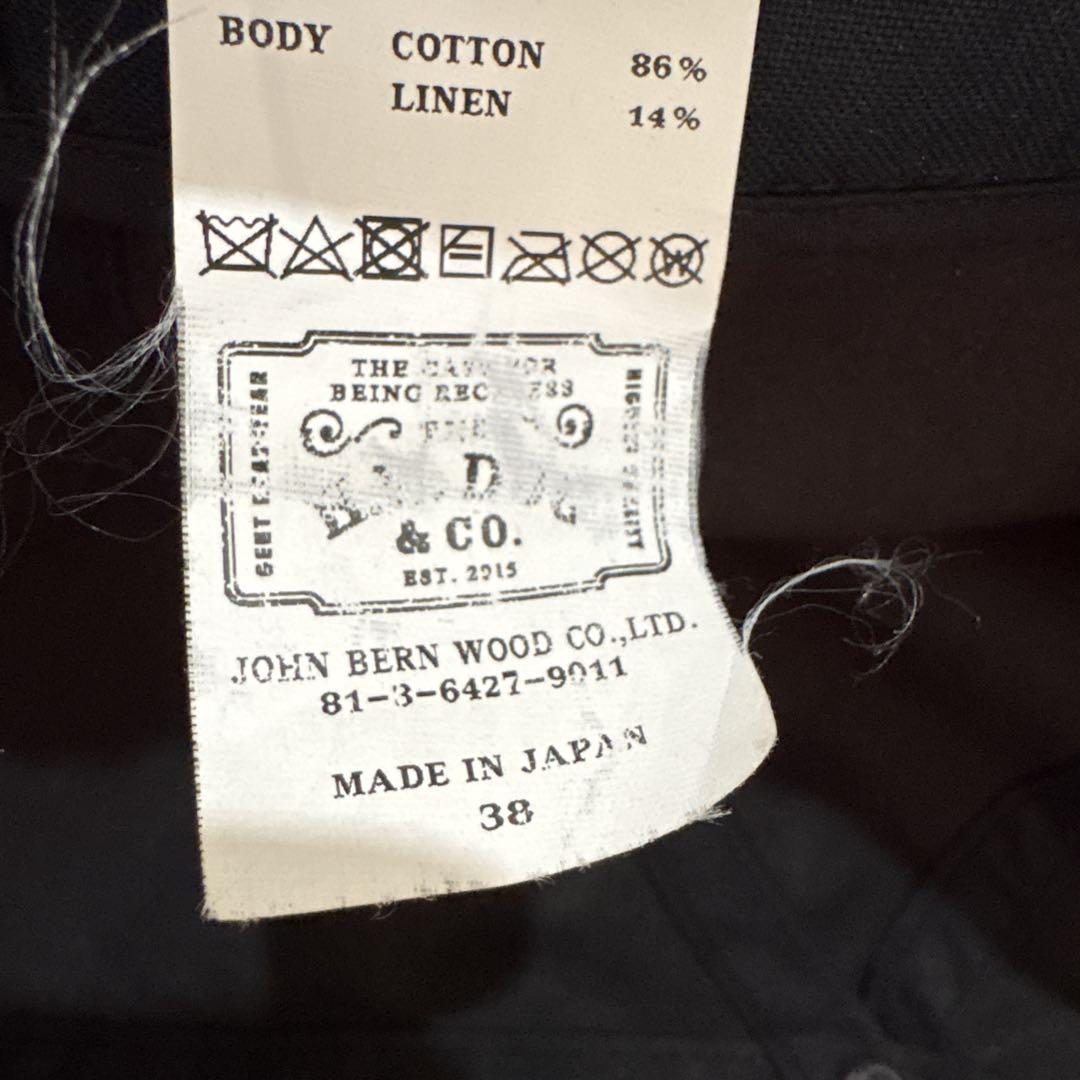 BODY COTTON 86%
LINEN 14%
W
THE
BEING
THE
& CO.
EST. 2015
JOHN BERN WOOD CO.,LTD.
81-3-6427-9011
MADE IN JAPAN
38